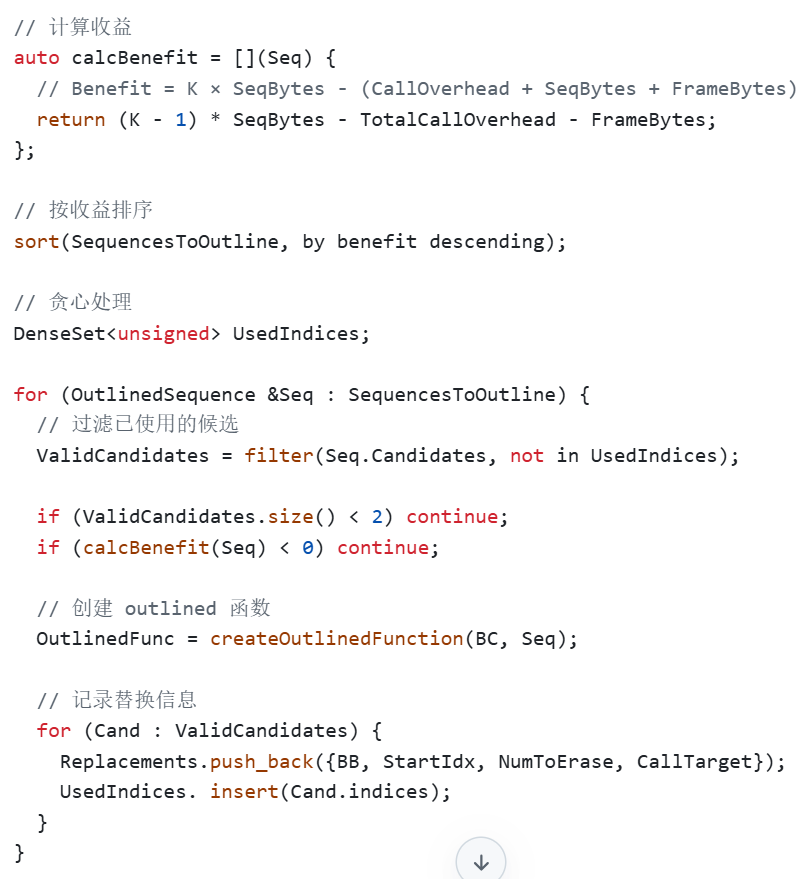 // 计算收益
auto calcBenefit = [](Seq) {
  // Benefit = K × SeqBytes - (CallOverhead + SeqBytes + FrameBytes)
  return (K - 1) * SeqBytes - TotalCallOverhead - FrameBytes;
};

// 按收益排序
sort(SequencesToOutline, by benefit descending);

// 贪心处理
DenseSet<unsigned> UsedIndices;

for (OutlinedSequence &Seq : SequencesToOutline) {
  // 过滤已使用的候选
  ValidCandidates = filter(Seq.Candidates, not in UsedIndices);

  if (ValidCandidates.size() < 2) continue;
  if (calcBenefit(Seq) < 0) continue;

  // 创建 outlined 函数
  OutlinedFunc = createOutlinedFunction(BC, Seq);

  // 记录替换信息
  for (Cand : ValidCandidates) {
    Replacements.push_back({BB, StartIdx, NumToErase, CallTarget});
    UsedIndices. insert(Cand.indices);
  }
}